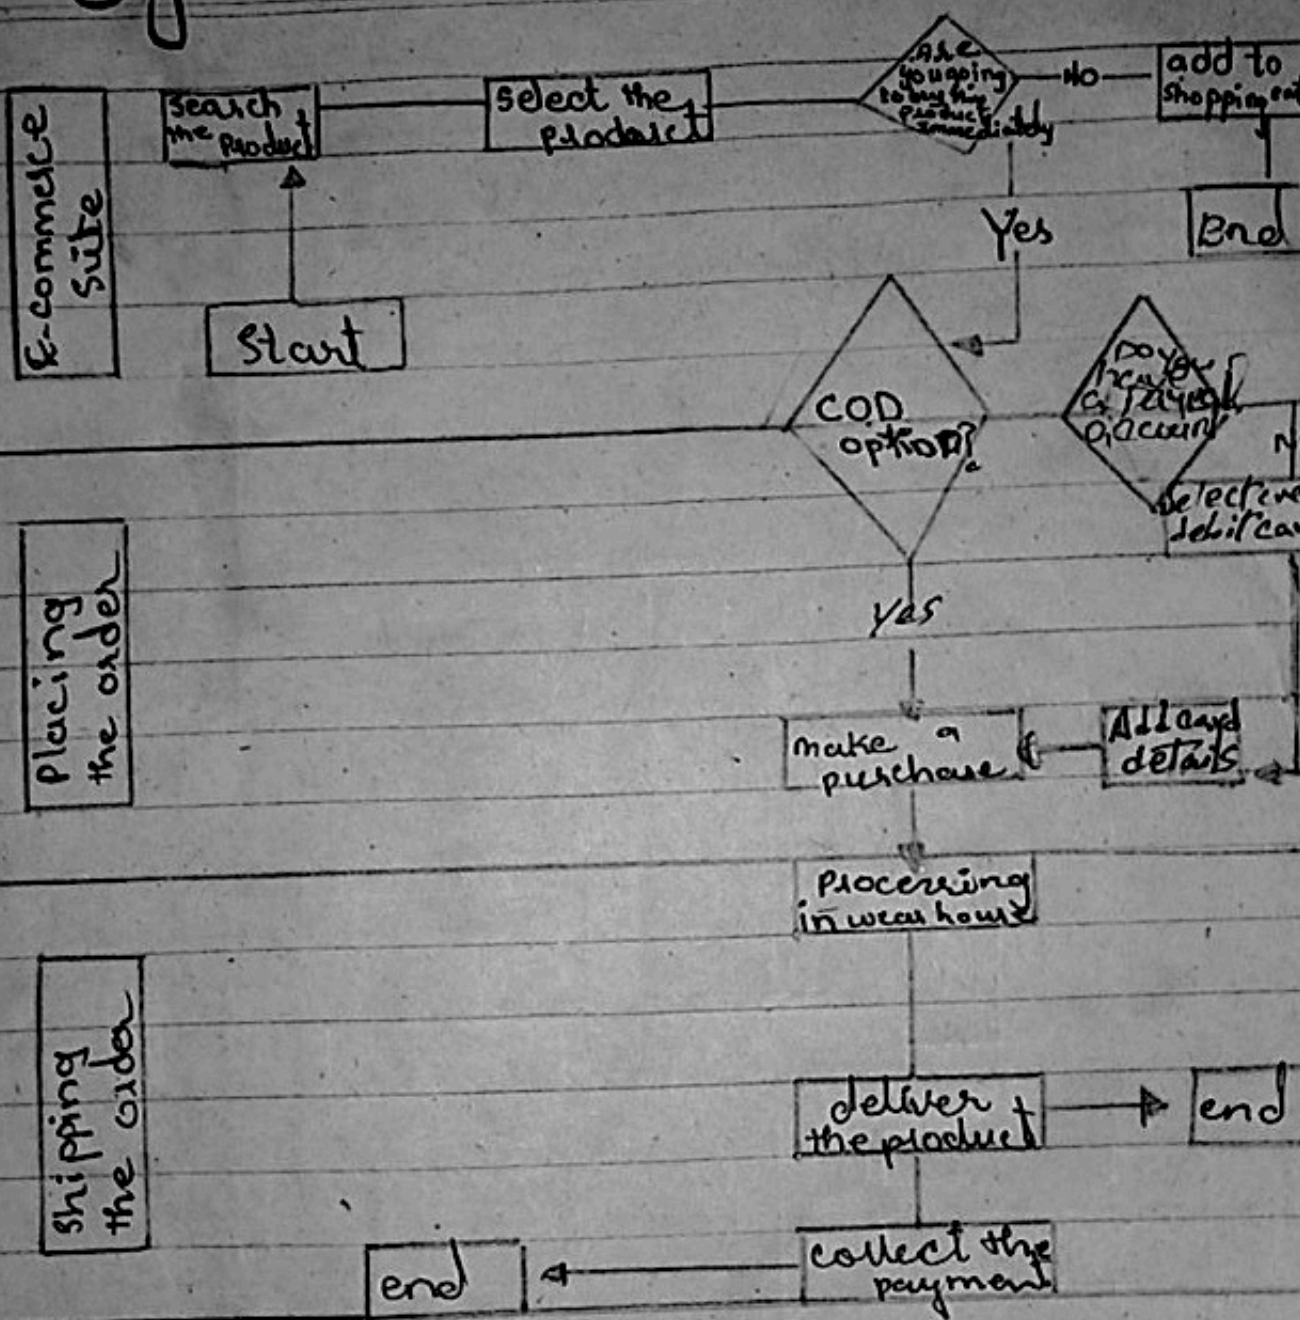 E-commerce
Suite
Search
the product
Select the
product
Are
you going
to buy the
product
immediately
No
add to
shopping
Yes
End
Start
COD
option?
Do you
have
a
debit
yes
Placing
the order
make a
purchase
Add card
details
Processing
in wear house
Shipping
the order
deliver
the product
end
collect the
payment
end